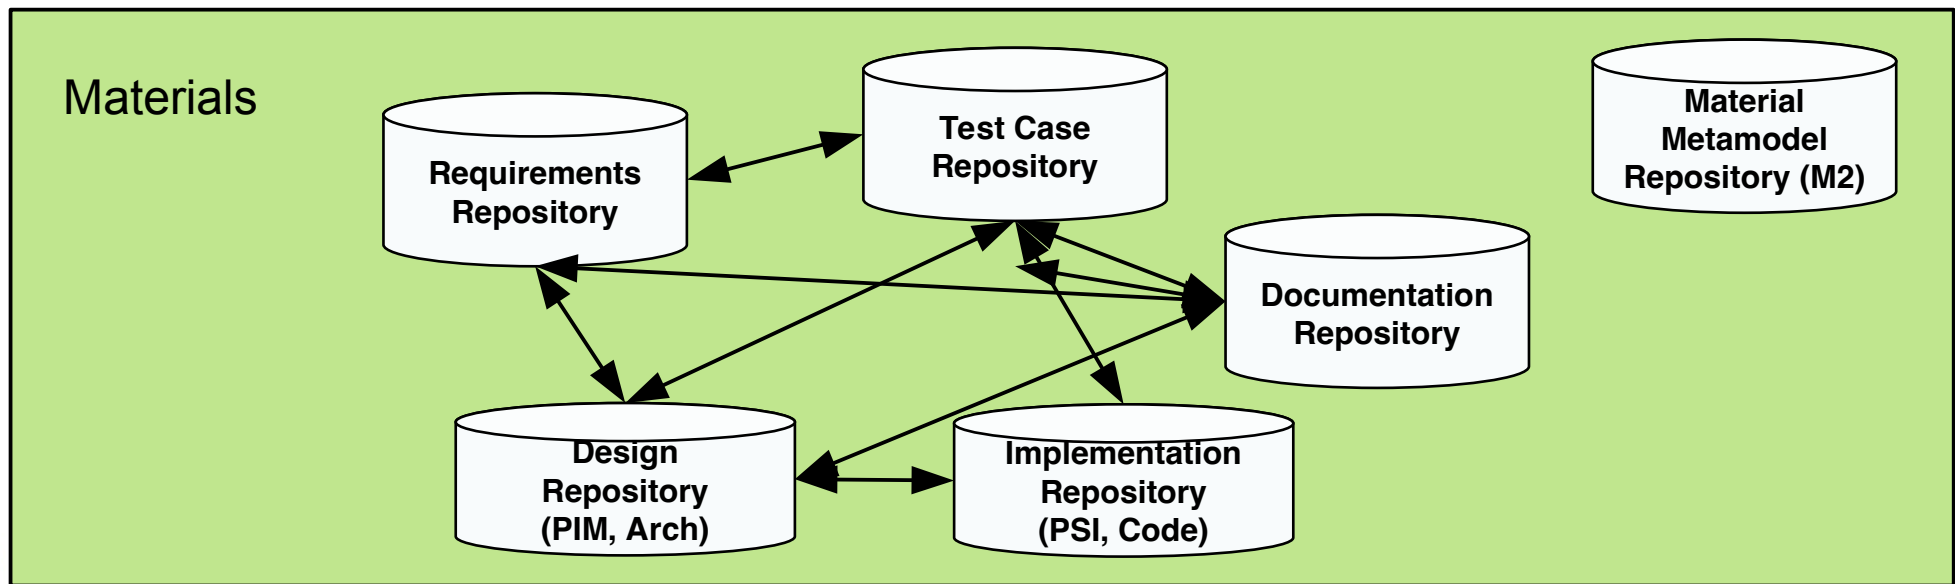 Materials
Requirements
Repository
Test Case
Repository
Material
Metamodel
Repository (M2)
Documentation
Repository
Design
Repository
(PIM, Arch)
Implementation
Repository
(PSI, Code)